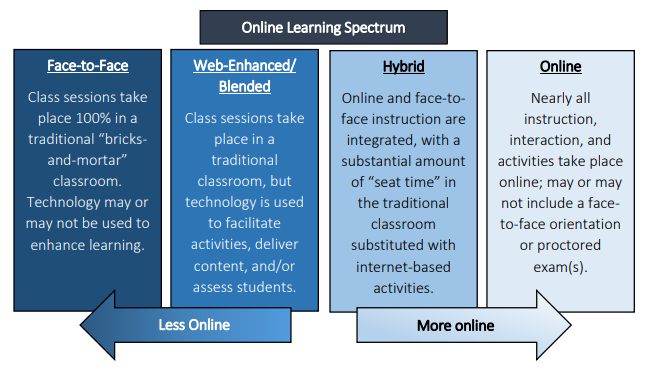 Online Learning Spectrum
Face-to-Face
Class sessions take
place 100% in a
traditional “bricks-
and-mortar”
classroom.
Technology may or
may not be used to
enhance learning.
Web-Enhanced/
Blended
Class sessions take
place in a
traditional
classroom, but
technology is used
to facilitate
activities, deliver
content, and/or
assess students.
Hybrid
Online and face-to-
face instruction are
integrated, with a
substantial amount
of “seat time” in
the traditional
classroom
substituted with
internet-based
activities.
Online
Nearly all
instruction,
interaction, and
activities take place
online; may or may
not include a face-
to-face orientation
or proctored
exam(s).
Less Online
More online